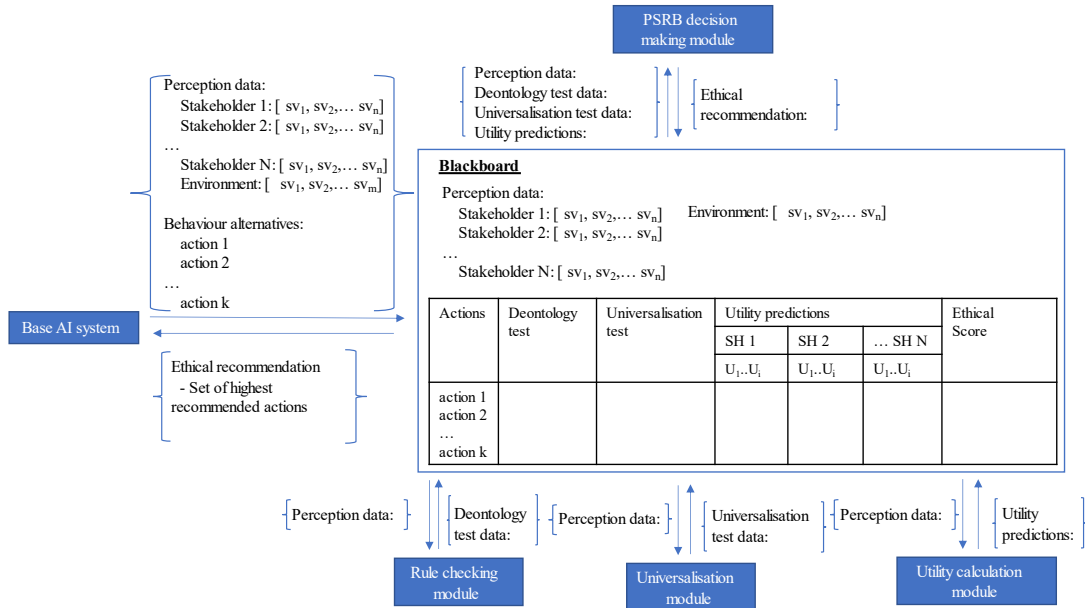 PSRB decision
making module
Perception data:
Deontology test data:
Universalisation test data:
Utility predictions:
Ethical
recommendation:
Perception data:
Stakeholder 1: [ sv1, sv2,… svn]
Stakeholder 2: [ sv1, sv2,… svn]
…
Stakeholder N: [ sv1, sv2,… svn]
Environment: [ sv1, sv2,… svm]
Behaviour alternatives:
action 1
action 2
…
action k
Base AI system
Ethical recommendation
- Set of highest
recommended actions
Blackboard
Perception data:
Stakeholder 1: [ sv1, sv2,… svn] Environment: [ sv1, sv2,… svn]
Stakeholder 2: [ sv1, sv2,… svn]
…
Stakeholder N: [ sv1, sv2,… svn]
Actions Deontology test Universalisation test Utility predictions Ethical Score
SH 1 SH 2 … SH N
U1..Ui U1..Ui U1..Ui
action 1
action 2
…
action k
Perception data:
Deontology
test data:
Perception data:
Universalisation
test data:
Perception data:
Utility
predictions:
Rule checking
module
Universalisation
module
Utility calculation
module